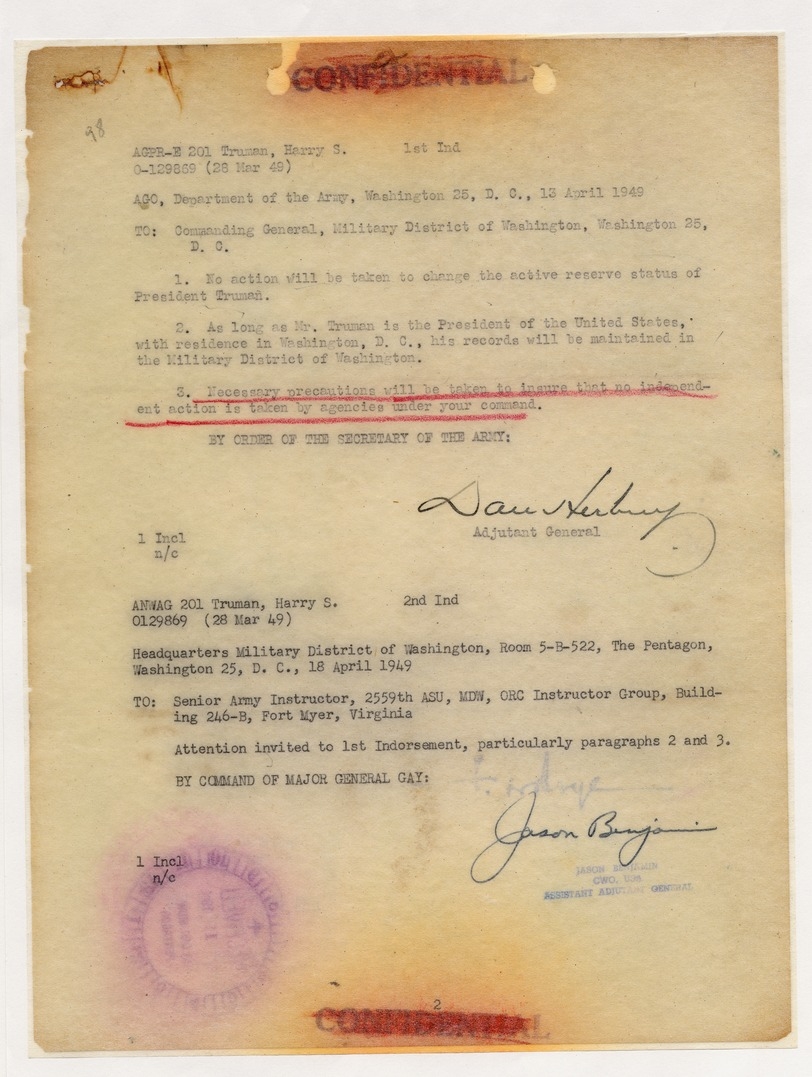 CONFIDENTIAL
98
AGPR-E 201 Truman, Harry S. 1st Ind
O-129869 (28 Mar 49)
AGO, Department of the Army, Washington 25, D. C., 13 April 1949
TO: Commanding General, Military District of Washington, Washington 25,
D. C.
1. No action will be taken to change the active reserve status of
President Truman.
2. As long as Mr. Truman is the President of the United States,
with residence in Washington, D. C., his records will be maintained in
the Military District of Washington.
3. Necessary precautions will be taken to insure that no independ-
ent action is taken by agencies under your command.
BY ORDER OF THE SECRETARY OF THE ARMY:
Adjutant General
1 Incl
n/c
ANWAG 201 Truman, Harry S. 2nd Ind
O129869 (28 Mar 49)
Headquarters Military District of Washington, Room 5-B-522, The Pentagon,
Washington 25, D. C., 18 April 1949
TO: Senior Army Instructor, 2559th ASU, MDW, ORC Instructor Group, Build-
ing 246-B, Fort Myer, Virginia
Attention invited to 1st Indorsement, particularly paragraphs 2 and 3.
BY COMMAND OF MAJOR GENERAL GAY:
Jason Benjamin
JASON BENJAMIN
CWO, USA
ASSISTANT ADJUTANT GENERAL
1 Incl
n/c
2
CONFIDENTIAL